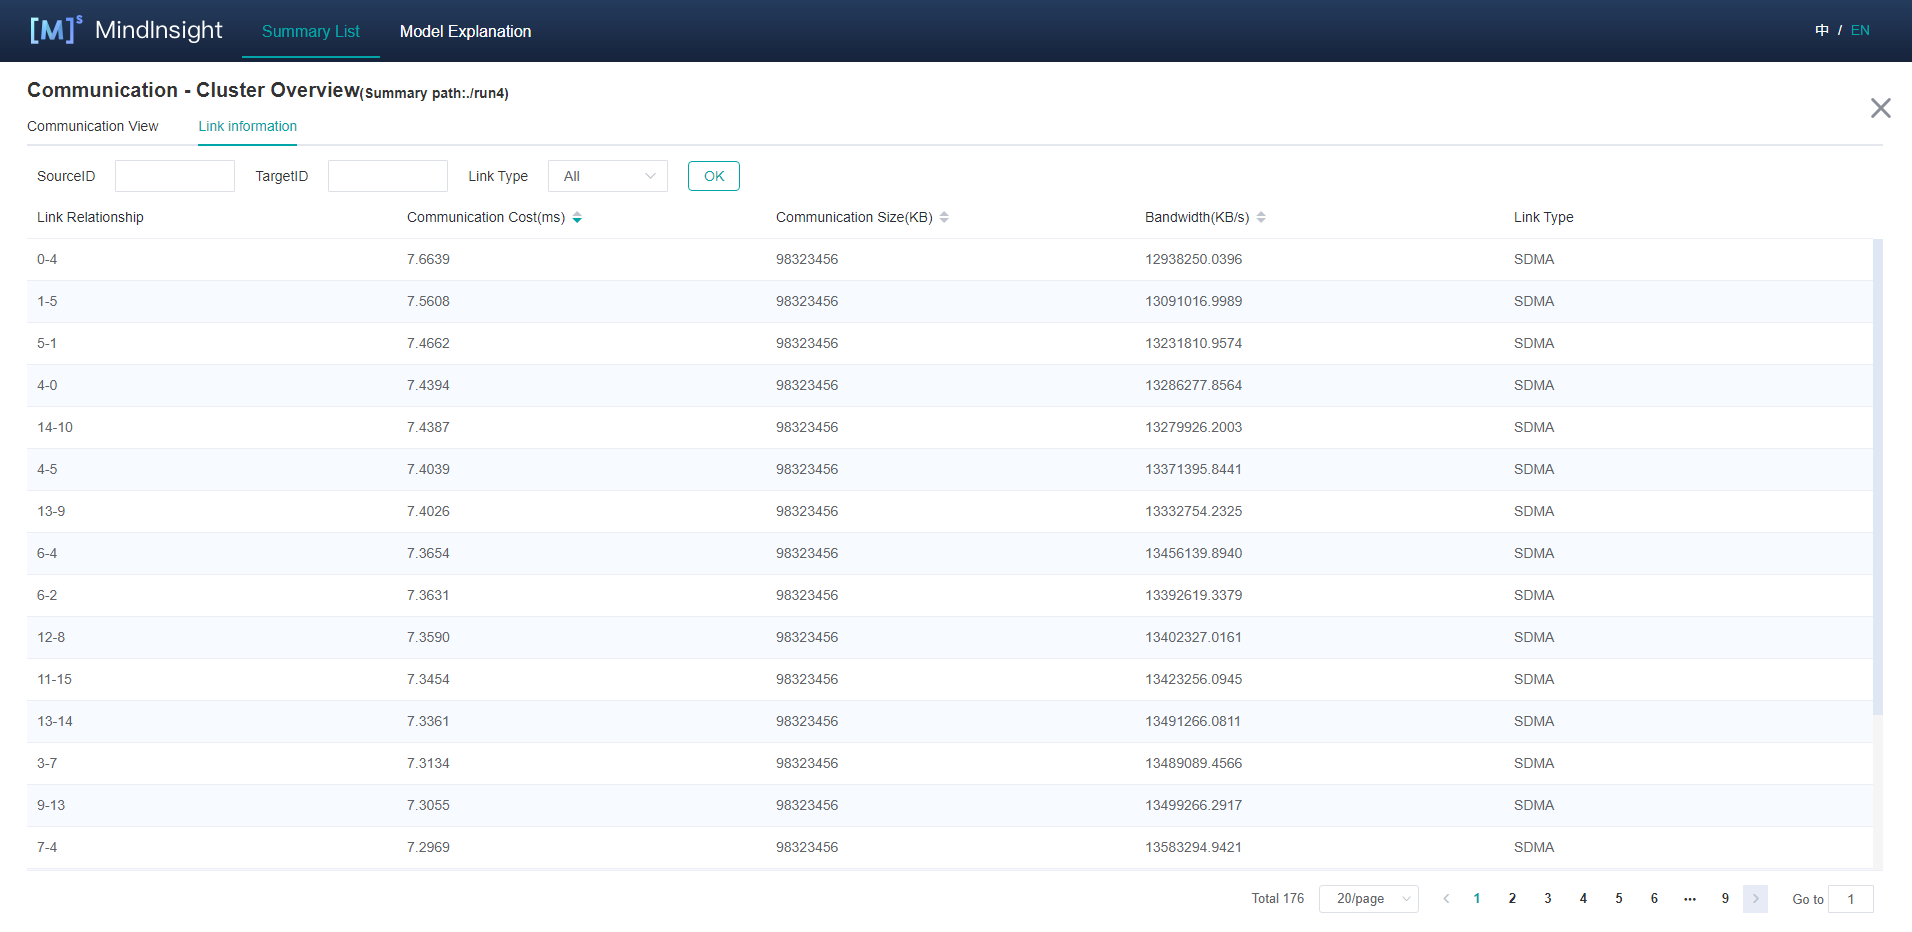 [M]s MindInsight Summary List Model Explanation 中 / EN
Communication - Cluster Overview(Summary path:./run4)
Communication View Link information
SourceID TargetID Link Type All OK
Link Relationship Communication Cost(ms) Communication Size(KB) Bandwidth(KB/s) Link Type
0-4 7.6639 98323456 12938250.0396 SDMA
1-5 7.5608 98323456 13091016.9989 SDMA
5-1 7.4662 98323456 13231810.9574 SDMA
4-0 7.4394 98323456 13286277.8564 SDMA
14-10 7.4387 98323456 13279926.2003 SDMA
4-5 7.4039 98323456 13371395.8441 SDMA
13-9 7.4026 98323456 13332754.2325 SDMA
6-4 7.3654 98323456 13456139.8940 SDMA
6-2 7.3631 98323456 13392619.3379 SDMA
12-8 7.3590 98323456 13402327.0161 SDMA
11-15 7.3454 98323456 13423256.0945 SDMA
13-14 7.3361 98323456 13491266.0811 SDMA
3-7 7.3134 98323456 13489089.4566 SDMA
9-13 7.3055 98323456 13499266.2917 SDMA
7-4 7.2969 98323456 13583294.9421 SDMA
Total 176 20/page 1 2 3 4 5 6 ••• 9 Go to 1